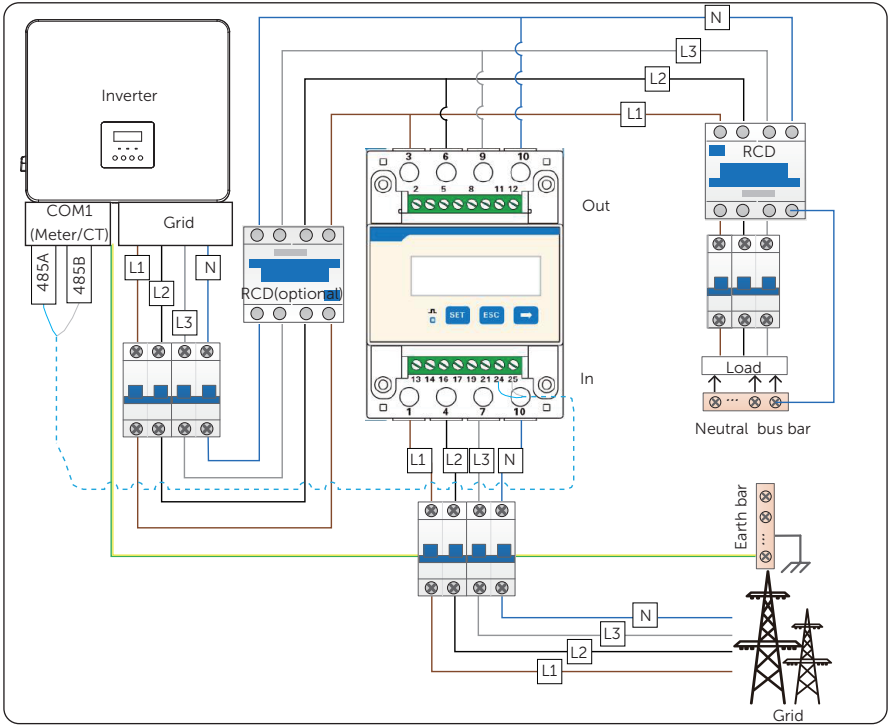 N
L3
L2
L1
Inverter
COM1
(Meter/CT)
Grid
485A
485B
L1
L2
L3
N
RCD(optional)
3 6 9 10
2 5 8 11 12
Out
SET ESC
In
13 14 16 17 19 21 24 25
1 4 7 10
L1 L2 L3 N
RCD
Load
...
Neutral bus bar
Earth bar
...
N
L3
L2
L1
Grid